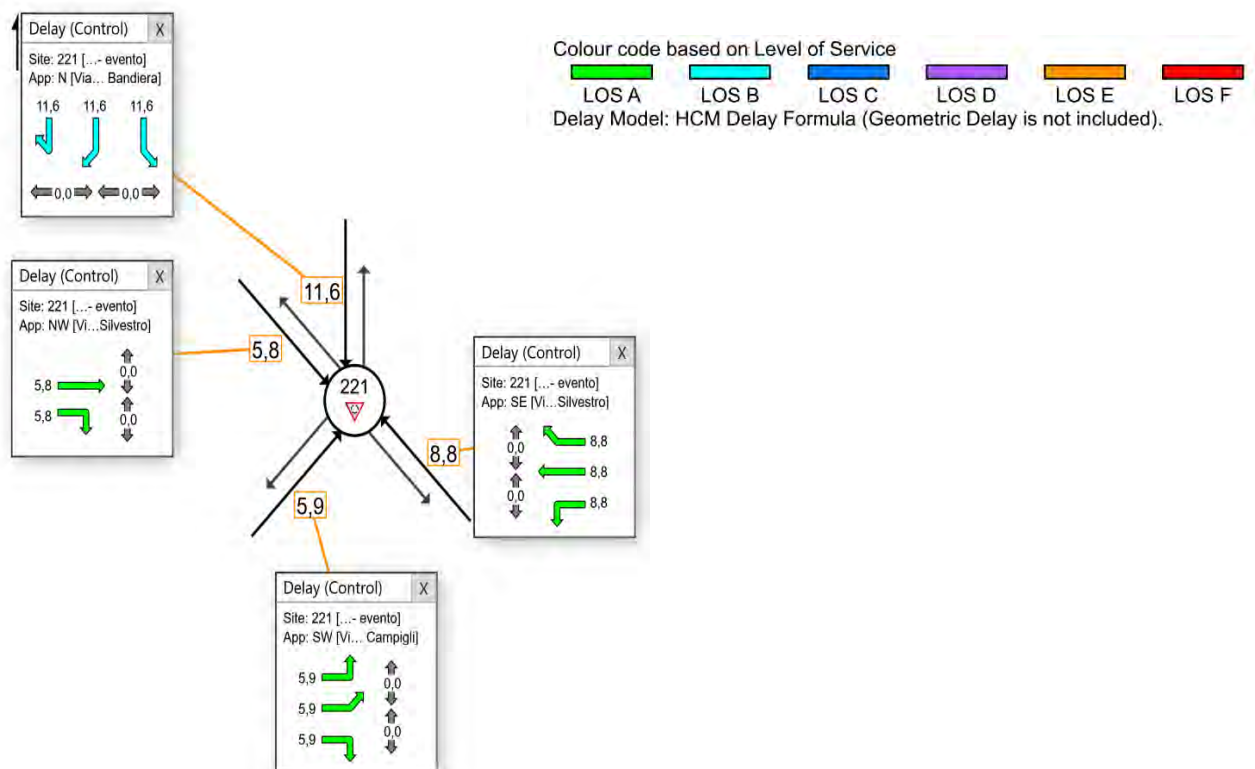 Delay (Control) X
Site: 221 [...- evento]
App: N [Via... Bandiera]
11,6 11,6 11,6
0,0 0,0
Colour code based on Level of Service
LOS A LOS B LOS C LOS D LOS E LOS F
Delay Model: HCM Delay Formula (Geometric Delay is not included).
11,6
Delay (Control) X
Site: 221 [...- evento]
App: NW [Vi...Silvestro]
0,0
5,8
5,8
0,0
5,8
221
8,8
5,9
Delay (Control) X
Site: 221 [...- evento]
App: SE [Vi...Silvestro]
0,0
8,8
8,8
0,0
8,8
Delay (Control) X
Site: 221 [...- evento]
App: SW [Vi... Campigli]
5,9
0,0
5,9
0,0
5,9